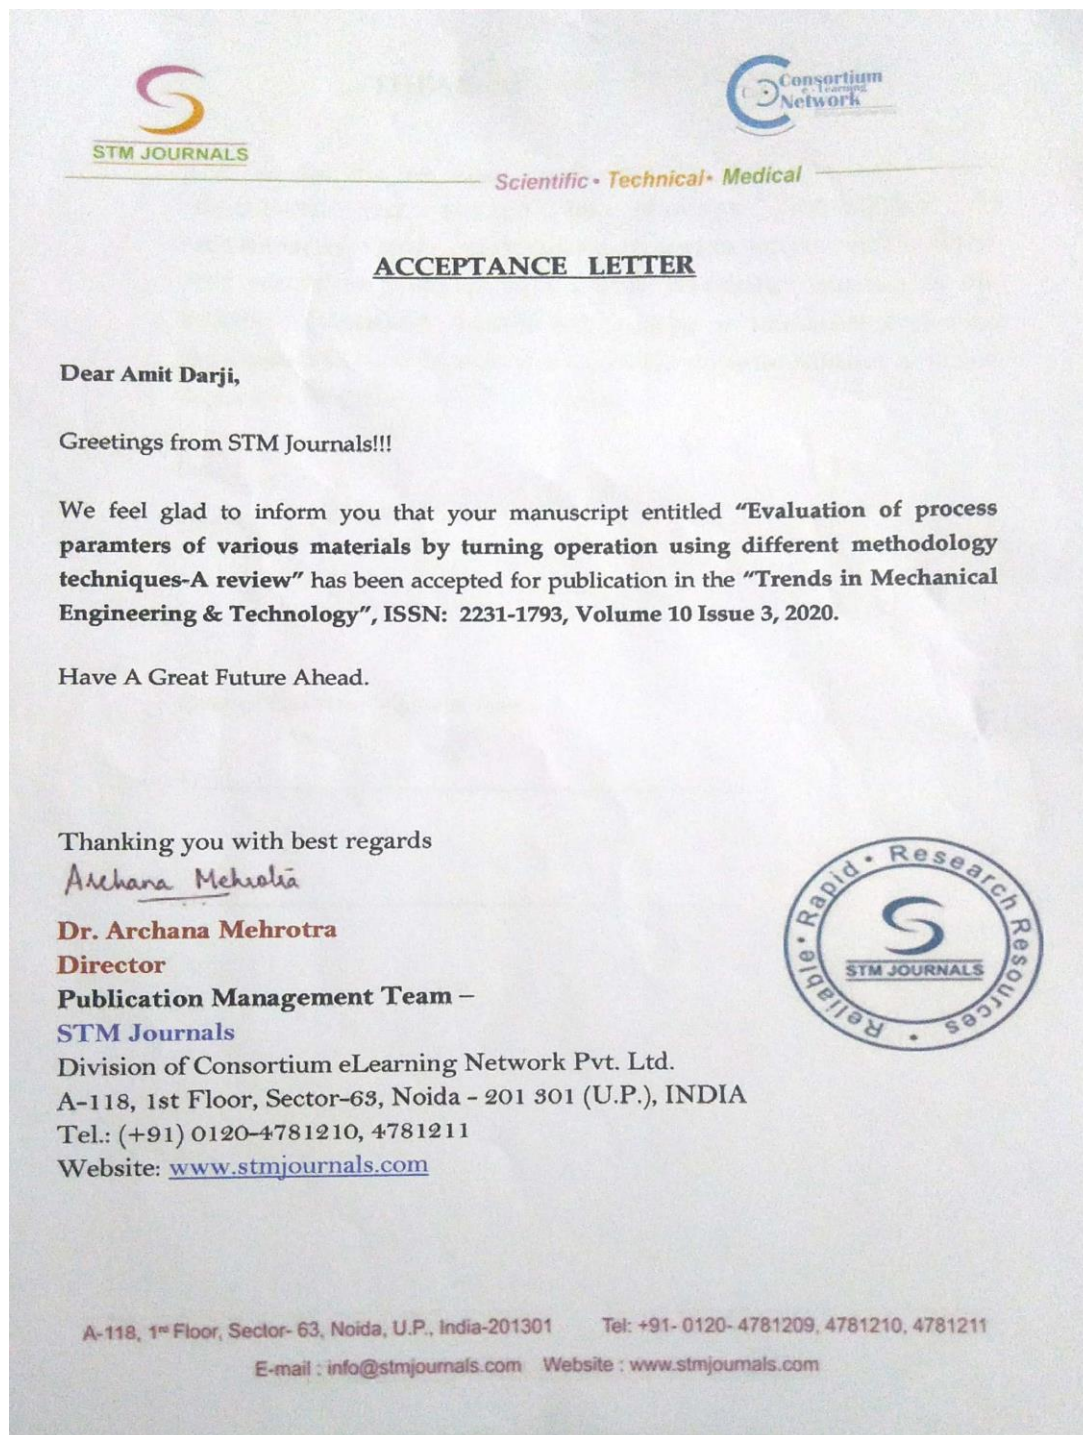 STM JOURNALS
Consortium
e - Learning
Network
Scientific • Technical • Medical
ACCEPTANCE LETTER
Dear Amit Darji,
Greetings from STM Journals!!!
We feel glad to inform you that your manuscript entitled “Evaluation of process
paramters of various materials by turning operation using different methodology
techniques-A review” has been accepted for publication in the “Trends in Mechanical
Engineering & Technology”, ISSN: 2231-1793, Volume 10 Issue 3, 2020.
Have A Great Future Ahead.
Thanking you with best regards
Archana Mehrotra
Dr. Archana Mehrotra
Director
Publication Management Team –
STM Journals
Division of Consortium eLearning Network Pvt. Ltd.
A-118, 1st Floor, Sector-63, Noida - 201 301 (U.P.), INDIA
Tel.: (+91) 0120-4781210, 4781211
Website: www.stmjournals.com
Reliable • Rapid • Research Resources •
STM JOURNALS
A-118, 1st Floor, Sector- 63, Noida, U.P., India-201301 Tel: +91- 0120- 4781209, 4781210, 4781211
E-mail : info@stmjournals.com Website : www.stmjournals.com